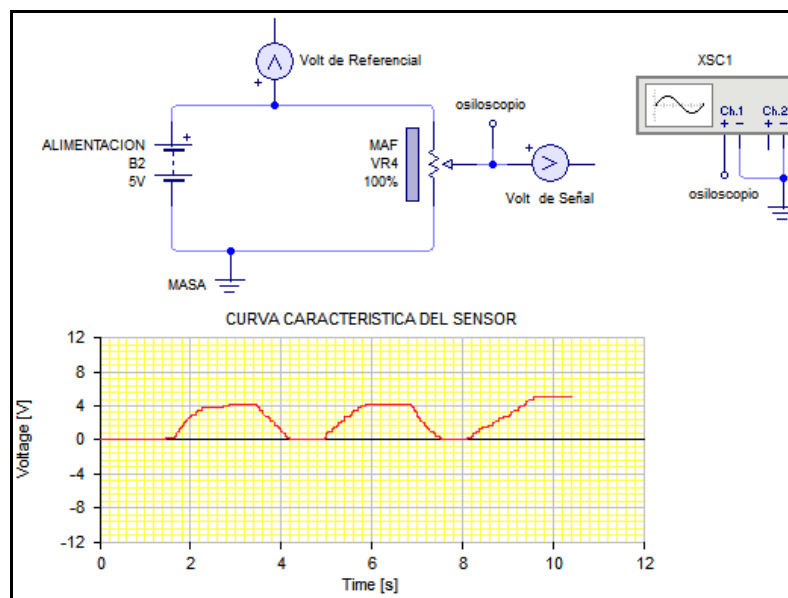 Volt de Referencial
XSC1
osiloscopio
Ch.1
Ch.2
+ −
+ −
ALIMENTACION
B2
5V
+
MAF
VR4
100%
+
Volt de Señal
osiloscopio
MASA
CURVA CARACTERISTICA DEL SENSOR
Voltage [V]
12
8
4
0
-4
-8
-12
0 2 4 6 8 10 12
Time [s]